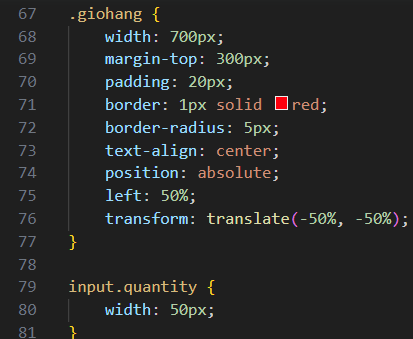 67 .giohang {
68 width: 700px;
69 margin-top: 300px;
70 padding: 20px;
71 border: 1px solid red;
72 border-radius: 5px;
73 text-align: center;
74 position: absolute;
75 left: 50%;
76 transform: translate(-50%, -50%);
77 }
78
79 input.quantity {
80 width: 50px;
81 }